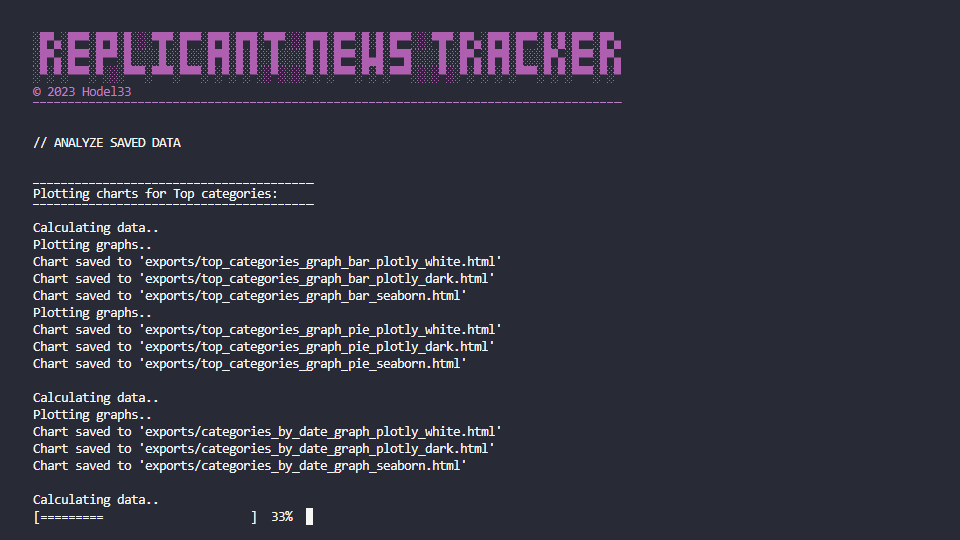 REPLICANT NEWS TRACKER
© 2023 Hodel33
// ANALYZE SAVED DATA
Plotting charts for Top categories:
Calculating data..
Plotting graphs..
Chart saved to 'exports/top_categories_graph_bar_plotly_white.html'
Chart saved to 'exports/top_categories_graph_bar_plotly_dark.html'
Chart saved to 'exports/top_categories_graph_bar_seaborn.html'
Plotting graphs..
Chart saved to 'exports/top_categories_graph_pie_plotly_white.html'
Chart saved to 'exports/top_categories_graph_pie_plotly_dark.html'
Chart saved to 'exports/top_categories_graph_pie_seaborn.html'
Calculating data..
Plotting graphs..
Chart saved to 'exports/categories_by_date_graph_plotly_white.html'
Chart saved to 'exports/categories_by_date_graph_plotly_dark.html'
Chart saved to 'exports/categories_by_date_graph_seaborn.html'
Calculating data..
[=========                     ]  33%